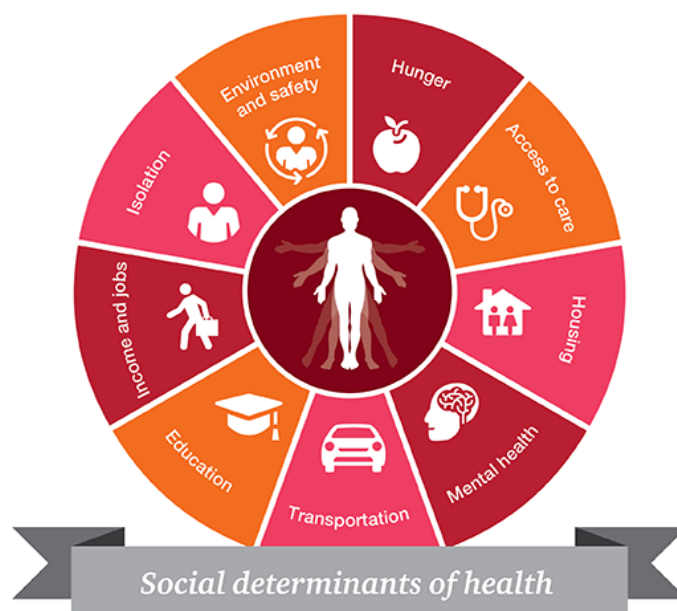 Environment
and safety
Hunger
Access to care
Housing
Mental health
Transportation
Education
Income and jobs
Isolation
Social determinants of health